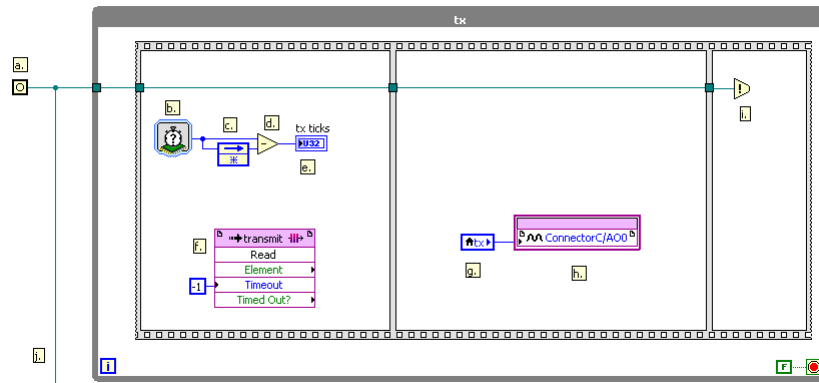 tx
a.
b.
c.
d.
tx ticks
U32
e.
i.
f.
transmit
Read
Element
Timeout
Timed Out?
-1
tx
ConnectorC/AO0
g.
h.
j.
i
F